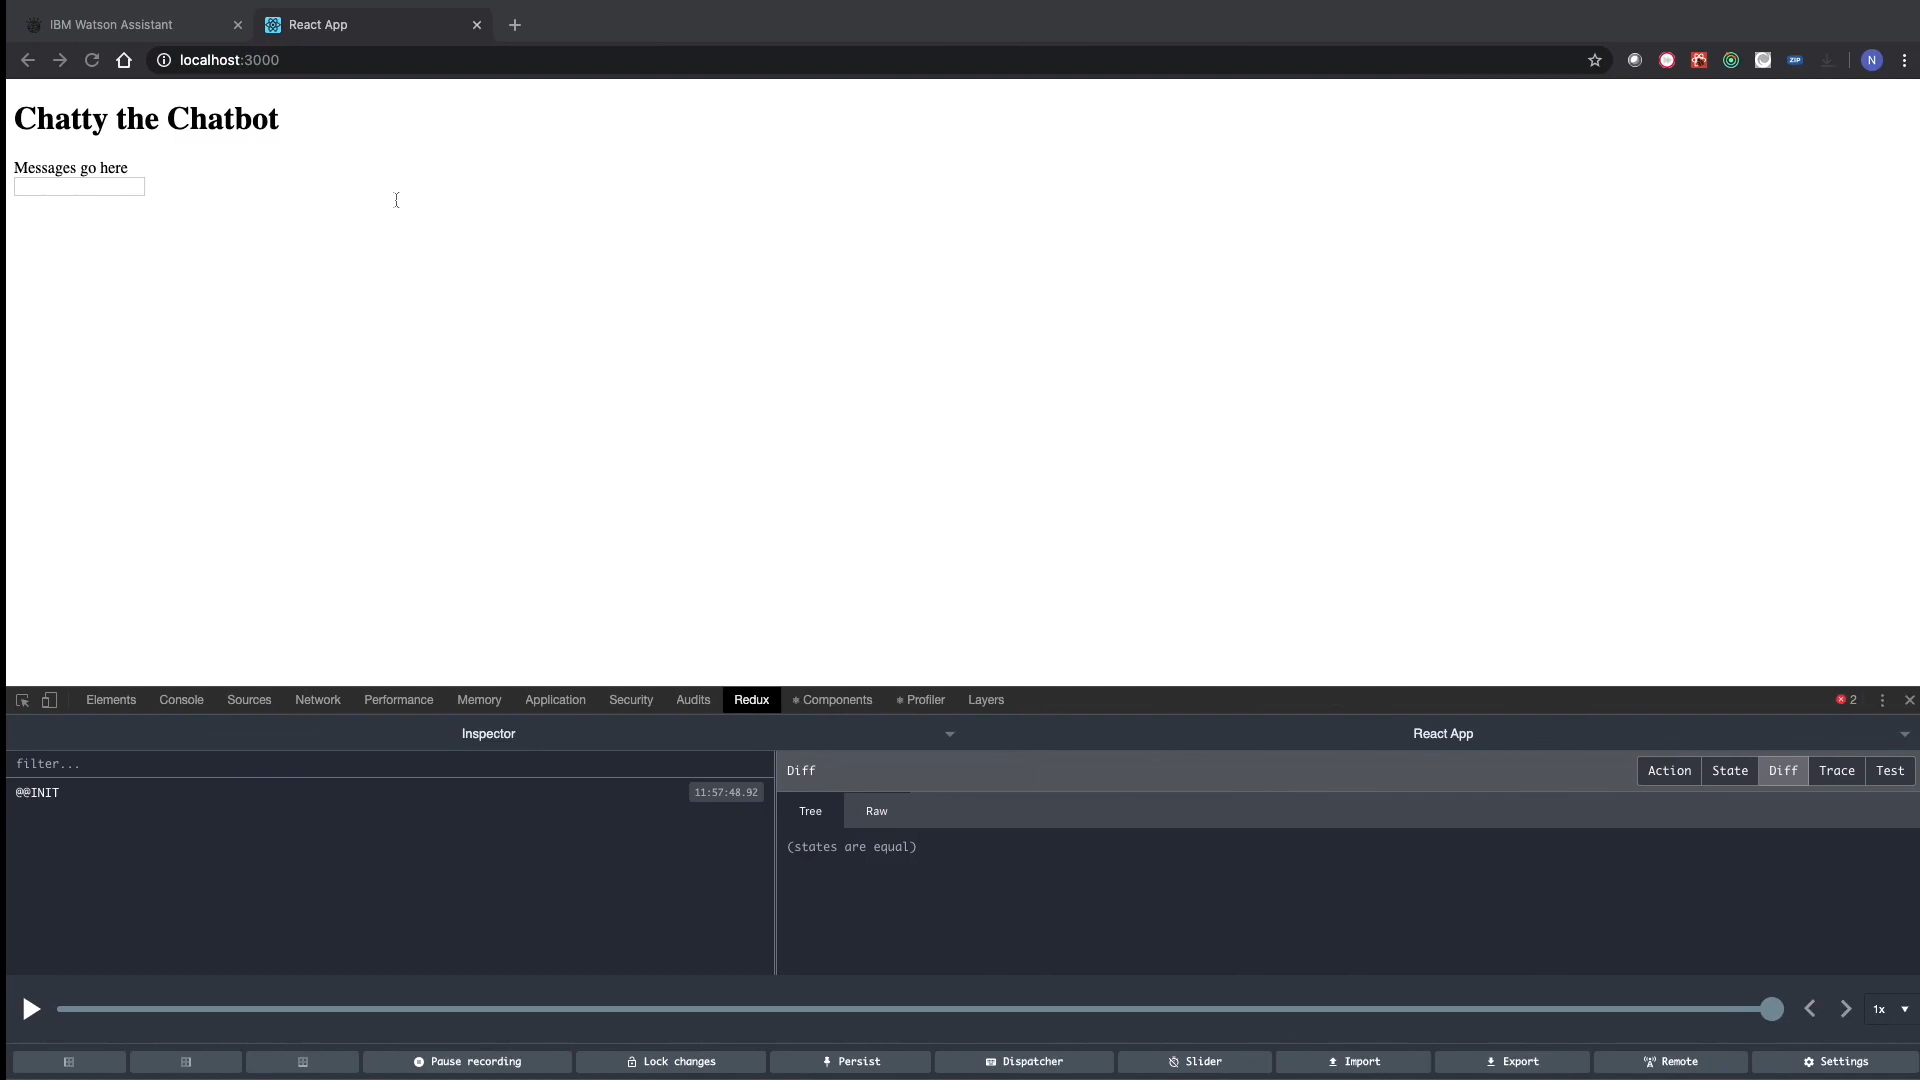 IBM Watson Assistant
React App
localhost:3000
ZIP
N
Chatty the Chatbot
Messages go here
Elements Console Sources Network Performance Memory Application Security Audits Redux Components Profiler Layers 2
Inspector
React App
filter...
@@INIT 11:57:48.92
Diff
Action State Diff Trace Test
Tree Raw
(states are equal)
1x
Pause recording Lock changes Persist Dispatcher Slider Import Export Remote Settings